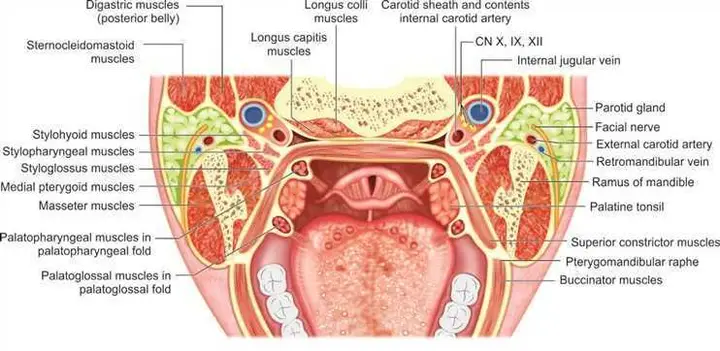 Digastric muscles
(posterior belly)
Longus colli
muscles
Carotid sheath and contents
internal carotid artery
Sternocleidomastoid
muscles
Longus capitis
muscles
CN X, IX, XII
Internal jugular vein
Stylohyoid muscles
Stylopharyngeal muscles
Styloglossus muscles
Medial pterygoid muscles
Masseter muscles
Palatopharyngeal muscles in
palatopharyngeal fold
Palatoglossal muscles in
palatoglossal fold
Parotid gland
Facial nerve
External carotid artery
Retromandibular vein
Ramus of mandible
Palatine tonsil
Superior constrictor muscles
Pterygomandibular raphe
Buccinator muscles